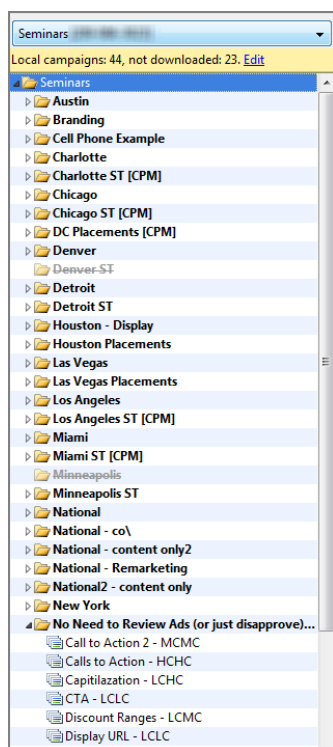 Seminars
Local campaigns: 44, not downloaded: 23. Edit
Seminars
Austin
Branding
Cell Phone Example
Charlotte
Charlotte ST [CPM]
Chicago
Chicago ST [CPM]
DC Placements [CPM]
Denver
Denver ST
Detroit
Detroit ST
Houston - Display
Houston Placements
Las Vegas
Las Vegas Placements
Los Angeles
Los Angeles ST [CPM]
Miami
Miami ST [CPM]
Minneapolis
Minneapolis ST
National
National - co\
National - content only2
National - Remarketing
National2 - content only
New York
No Need to Review Ads (or just disapprove)...
Call to Action 2 - MCMC
Calls to Action - HCHC
Capitilazation - LCHC
CTA - LCLC
Discount Ranges - LCMC
Display URL - LCLC